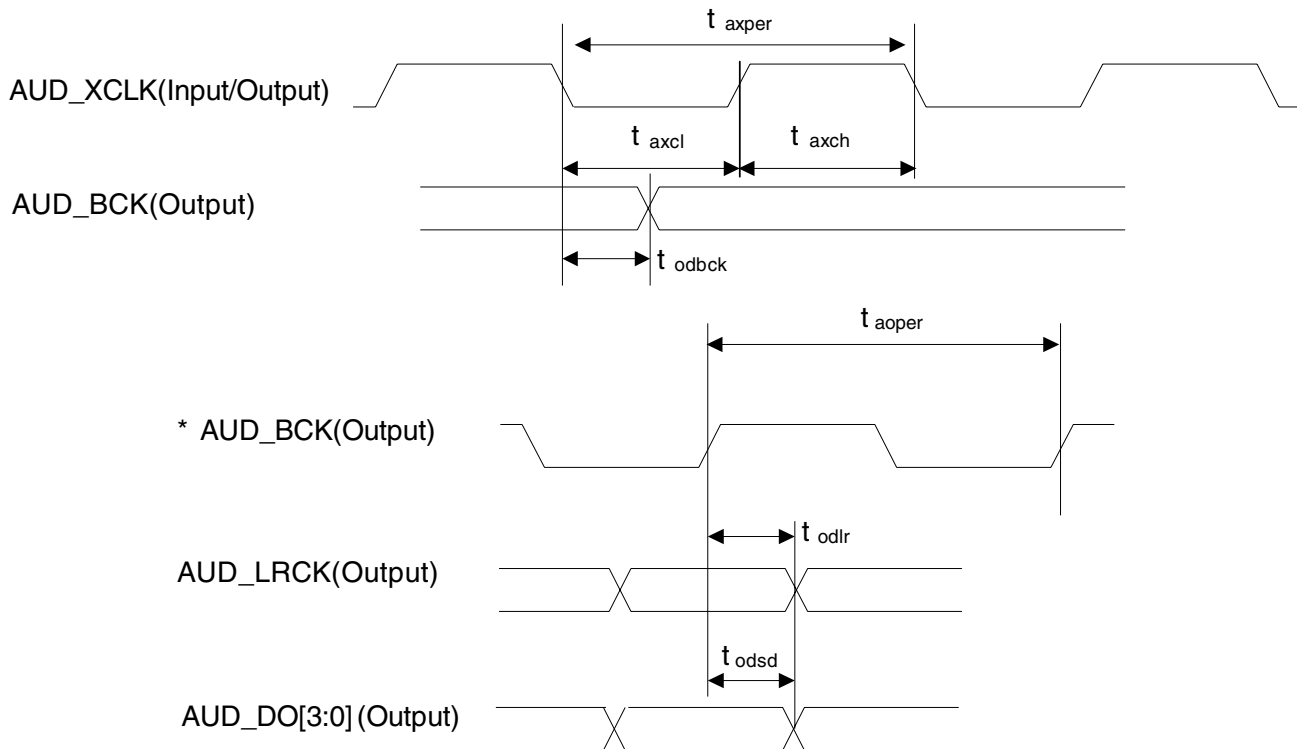 t axper
AUD_XCLK(Input/Output)
t axcl
t axch
AUD_BCK(Output)
t odbck
t aoper
* AUD_BCK(Output)
t odlr
AUD_LRCK(Output)
t odsd
AUD_DO[3:0] (Output)